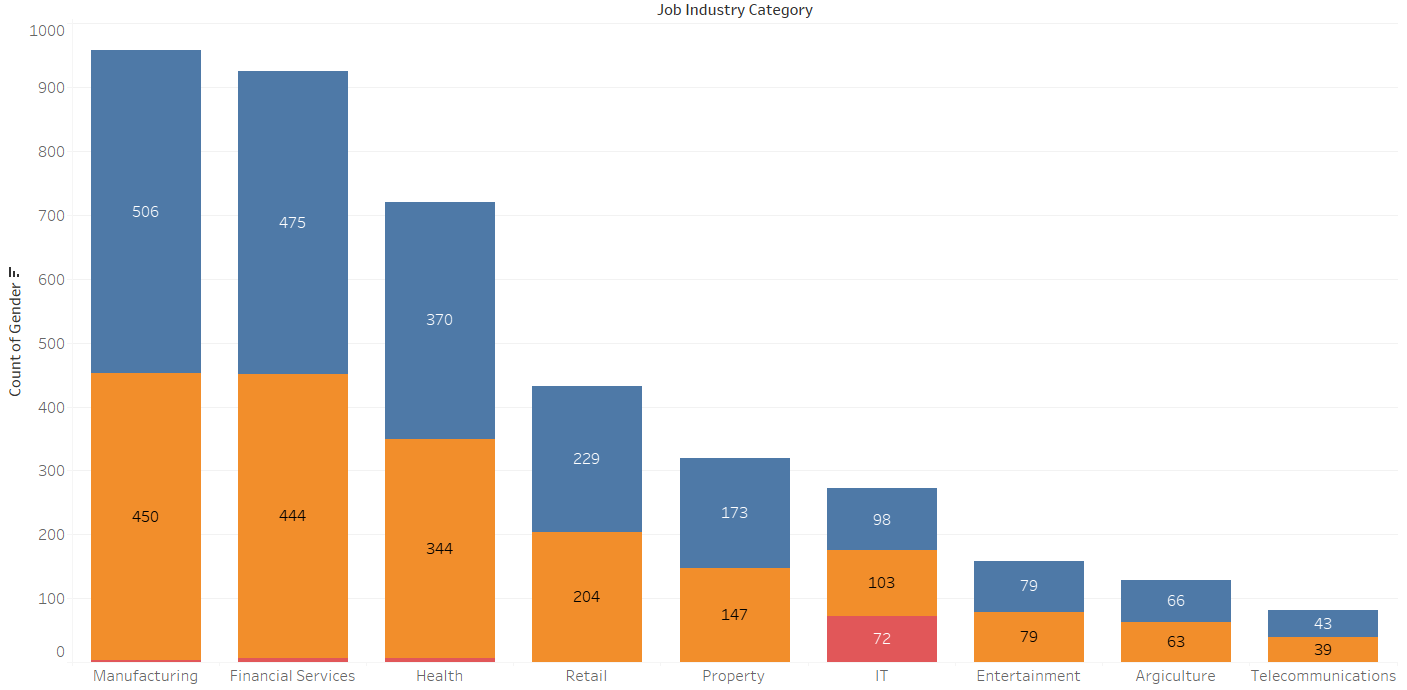 Job Industry Category
Count of Gender
1000
900
800
700
600
500
400
300
200
100
0
506
450
475
444
370
344
229
204
173
147
98
103
72
79
79
66
63
43
39
Manufacturing
Financial Services
Health
Retail
Property
IT
Entertainment
Argiculture
Telecommunications